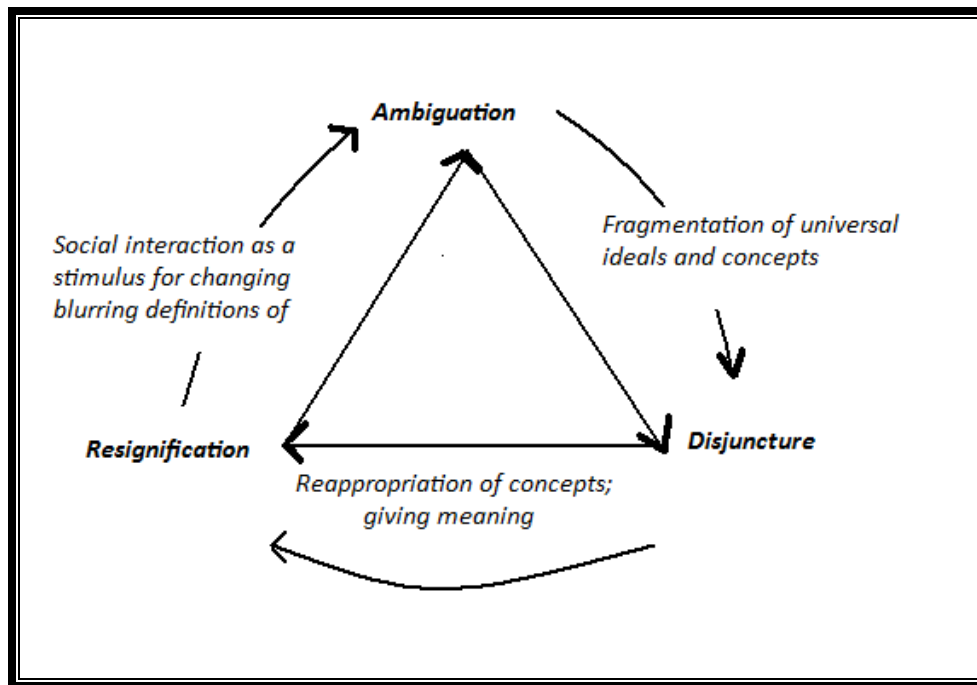 Ambiguation
Fragmentation of universal
ideals and concepts
Social interaction as a
stimulus for changing
blurring definitions of
Disjuncture
Resignification
Reappropriation of concepts;
giving meaning